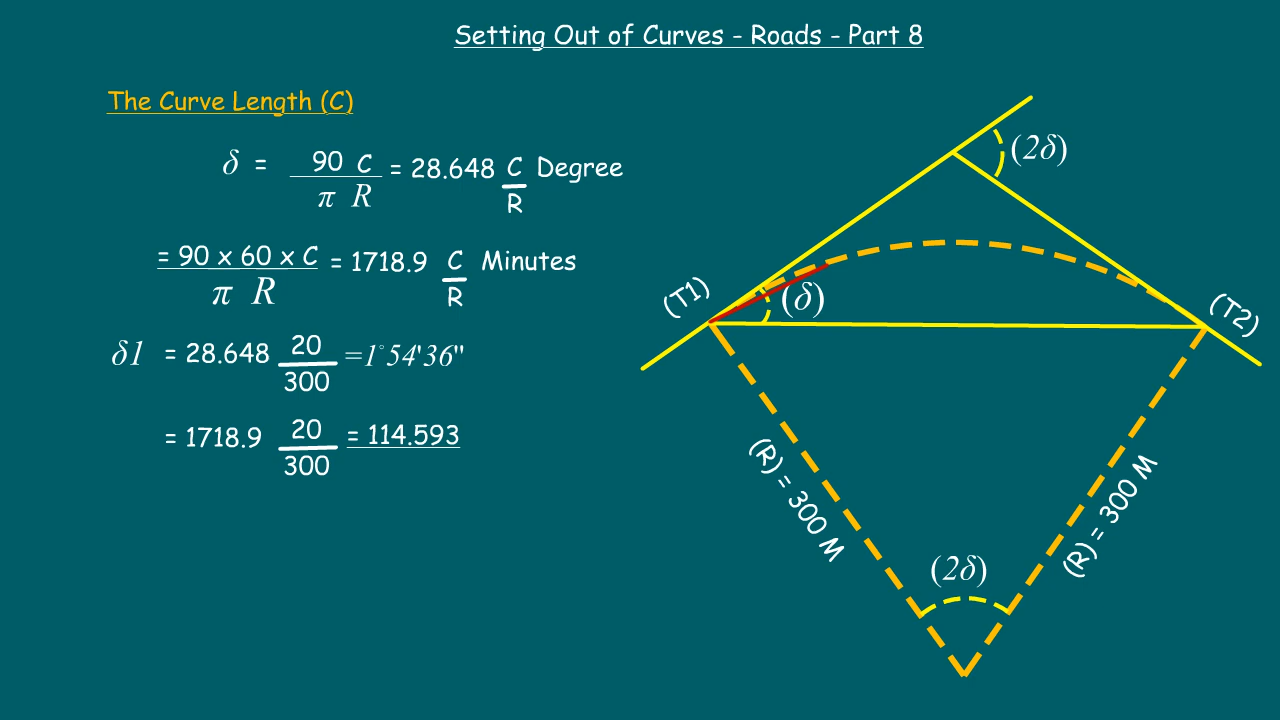 Setting Out of Curves - Roads - Part 8
The Curve Length (C)
δ = 90 C / π R = 28.648 C / R Degree
= 90 x 60 x C / π R = 1718.9 C / R Minutes
δ1 = 28.648 20 / 300 =1°54'36"
= 1718.9 20 / 300 = 114.593
(2δ)
(T1)
(δ)
(T2)
(R) = 300 M
(R) = 300 M
(2δ)